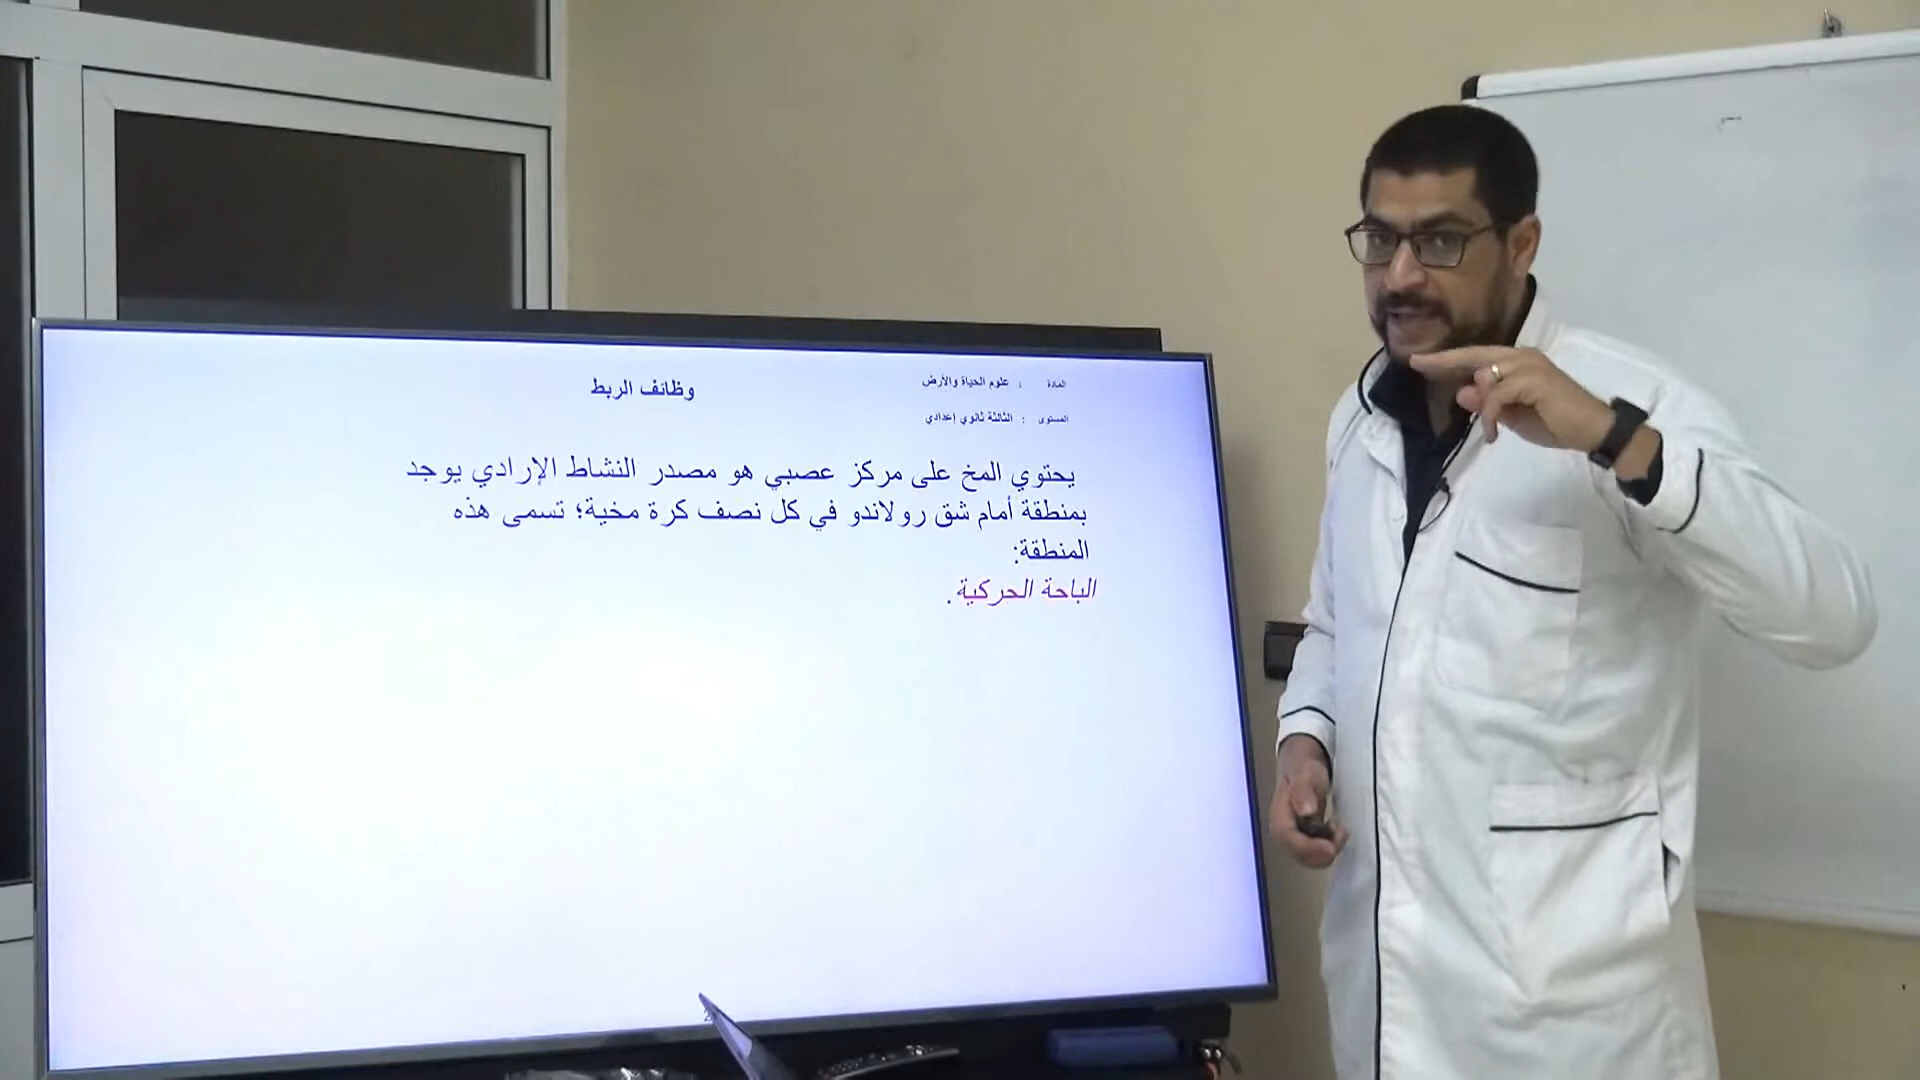 المادة : علوم الحياة والأرض
وظائف الربط
المستوى : الثالثة ثانوي إعدادي
يحتوي المخ على مركز عصبي هو مصدر النشاط الإرادي يوجد
بمنطقة أمام شق رولاندو في كل نصف كرة مخية؛ تسمى هذه
المنطقة:
الباحة الحركية.